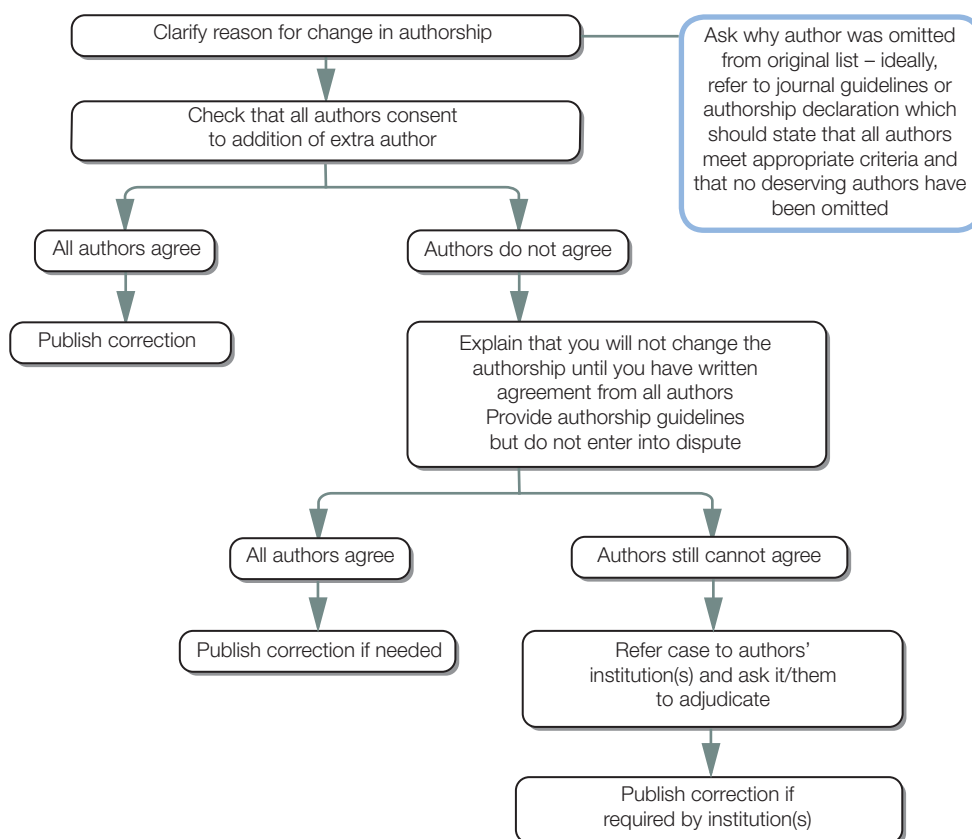 Clarify reason for change in authorship
Ask why author was omitted
from original list – ideally,
refer to journal guidelines or
authorship declaration which
should state that all authors
meet appropriate criteria and
that no deserving authors have
been omitted
Check that all authors consent
to addition of extra author
All authors agree
Authors do not agree
Publish correction
Explain that you will not change the
authorship until you have written
agreement from all authors
Provide authorship guidelines
but do not enter into dispute
All authors agree
Authors still cannot agree
Publish correction if needed
Refer case to authors’
institution(s) and ask it/them
to adjudicate
Publish correction if
required by institution(s)